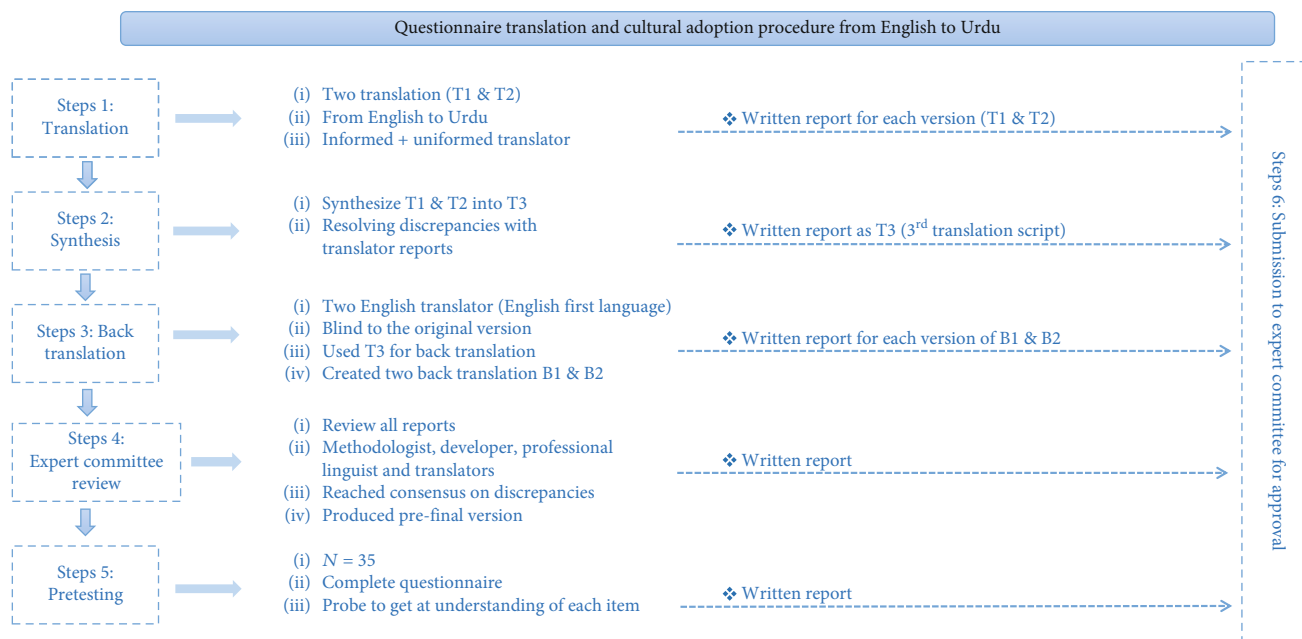 Questionnaire translation and cultural adoption procedure from English to Urdu
Steps 1:
Translation
(i) Two translation (T1 & T2)
(ii) From English to Urdu
(iii) Informed + uniformed translator
❖ Written report for each version (T1 & T2)
Steps 2:
Synthesis
(i) Synthesize T1 & T2 into T3
(ii) Resolving discrepancies with
translator reports
❖ Written report as T3 (3rd translation script)
Steps 3: Back
translation
(i) Two English translator (English first language)
(ii) Blind to the original version
(iii) Used T3 for back translation
(iv) Created two back translation B1 & B2
❖ Written report for each version of B1 & B2
Steps 4:
Expert committee
review
(i) Review all reports
(ii) Methodologist, developer, professional
linguist and translators
(iii) Reached consensus on discrepancies
(iv) Produced pre-final version
❖ Written report
Steps 5:
Pretesting
(i) N = 35
(ii) Complete questionnaire
(iii) Probe to get at understanding of each item
❖ Written report
Steps 6: Submission to expert committee for approval